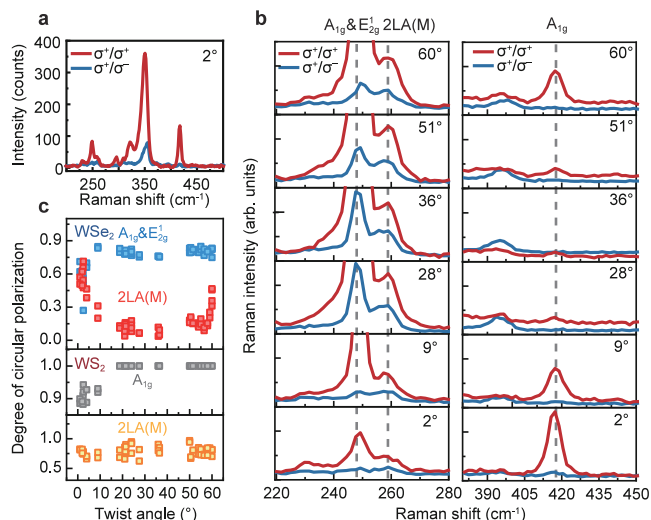 a
σ⁺/σ⁺
σ⁺/σ⁻
2°
400
300
200
100
0
Intensity (counts)
250
350
450
Raman shift (cm⁻¹)
b
A₁g&E¹₂g 2LA(M)
A₁g
σ⁺/σ⁺
σ⁺/σ⁻
60°
σ⁺/σ⁺
σ⁺/σ⁻
60°
51°
51°
36°
36°
28°
28°
9°
9°
2°
2°
Raman intensity (arb. units)
220
240
260
280
390
400
410
420
430
450
Raman shift (cm⁻¹)
c
WSe₂ A₁g&E¹₂g
2LA(M)
0.9
0.6
0.3
0.0
WS₂
A₁g
1.0
0.9
2LA(M)
1.0
0.5
Degree of circular polarization
0
10
20
30
40
50
60
Twist angle (°)